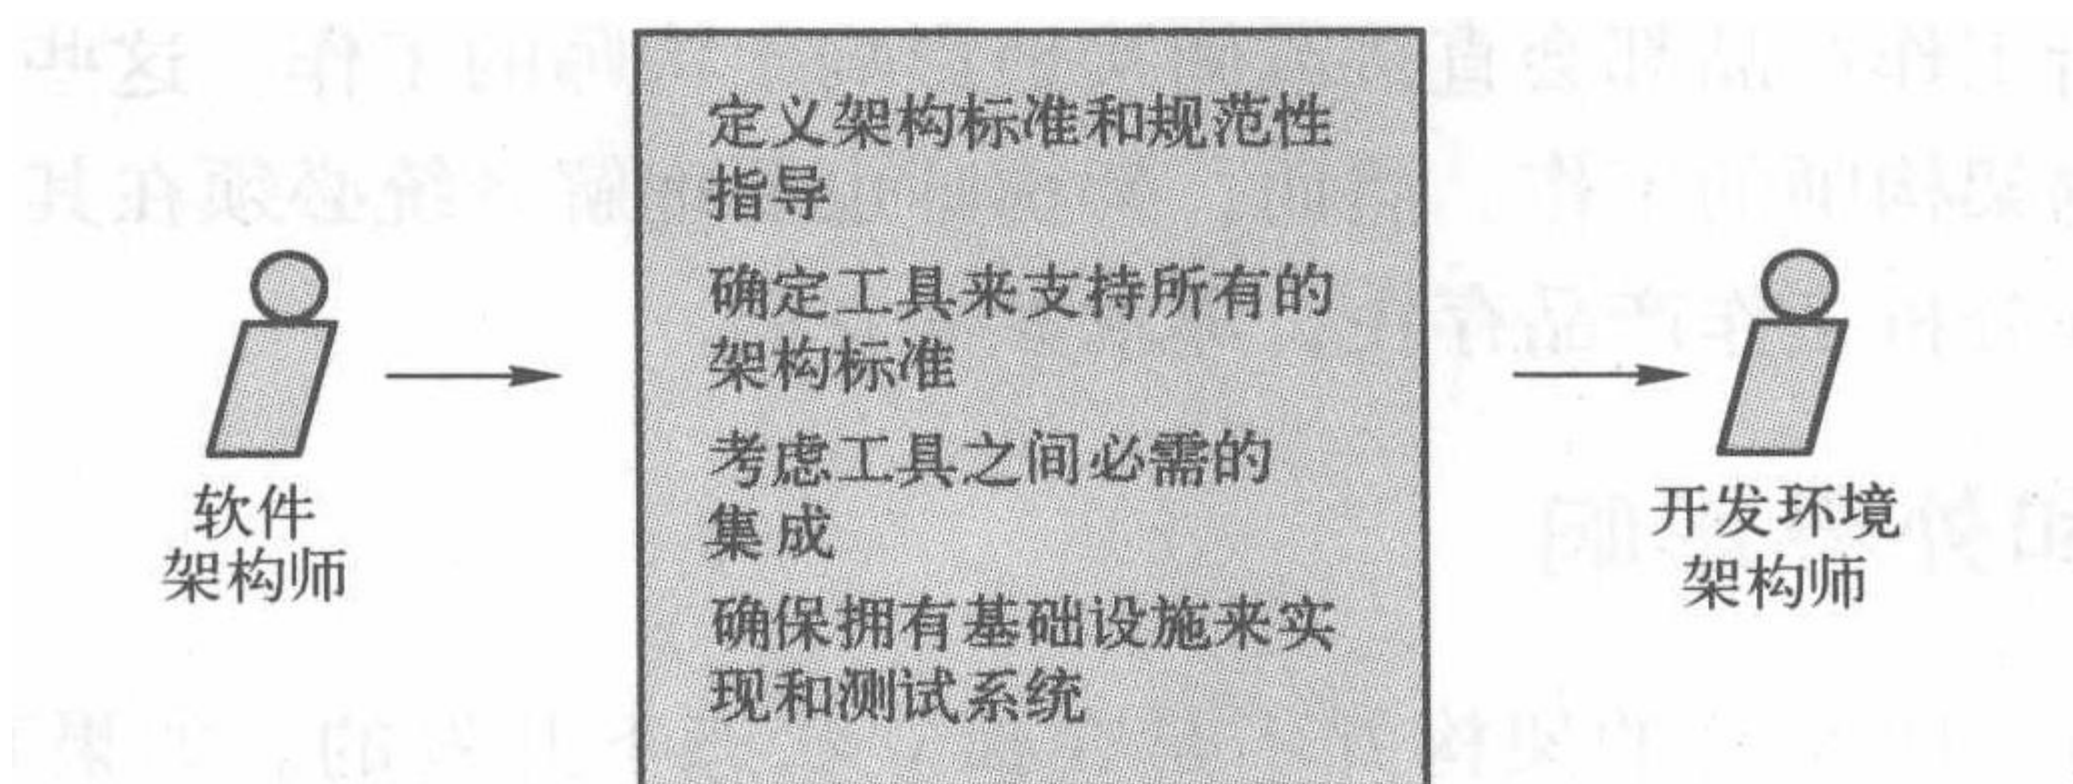 定义架构标准和规范性
指导
确定工具来支持所有的
架构标准
考虑工具之间必需的
集成
确保拥有基础设施来实
现和测试系统
软件
架构师
开发环境
架构师